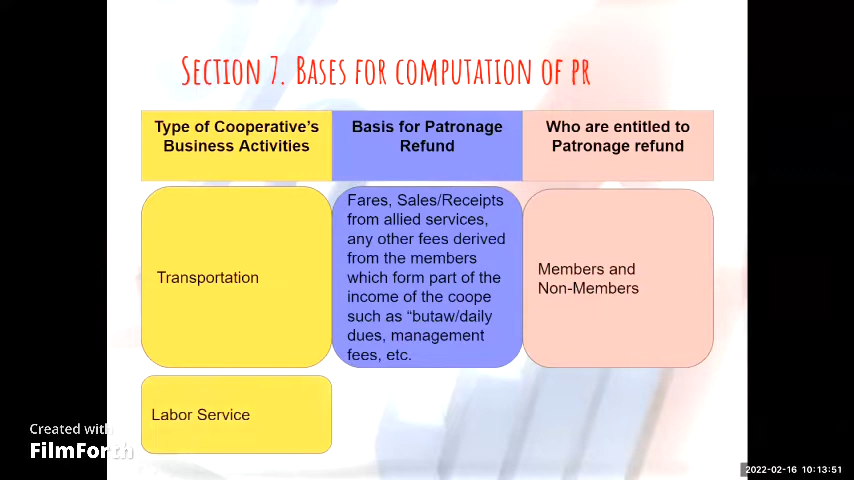 Section 7. Bases for computation of PR
Type of Cooperative's
Business Activities
Basis for Patronage
Refund
Who are entitled to
Patronage refund
Transportation
Fares, Sales/Receipts
from allied services,
any other fees derived
from the members
which form part of the
income of the coope
such as “butaw/daily
dues, management
fees, etc.
Members and
Non-Members
Labor Service
Created with
FilmForth
2022-02-16 10:13:51